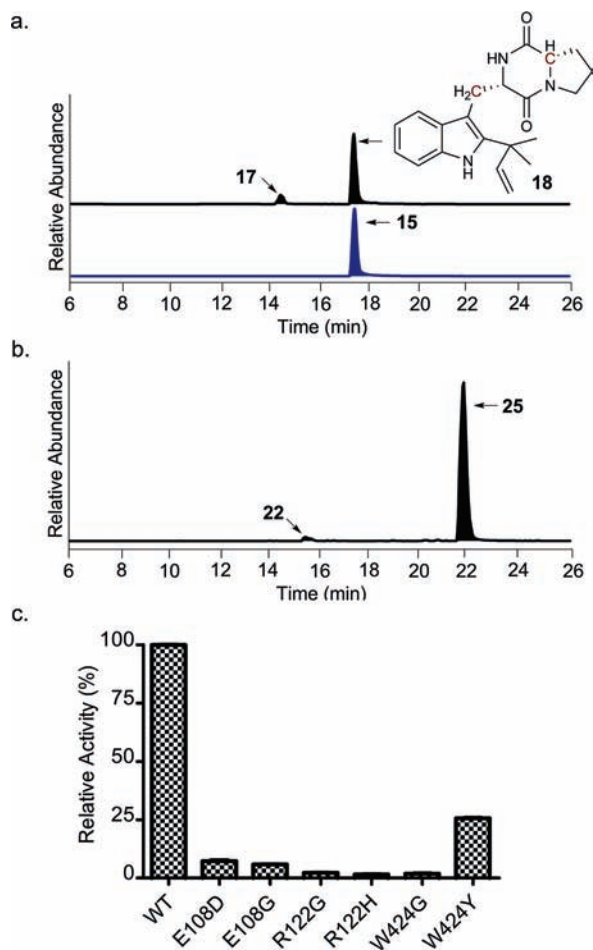 a.
O
H
HN
C
H2C
N
O
N
H
18
17
15
Relative Abundance
Relative Abundance
6 8 10 12 14 16 18 20 22 24 26
Time (min)
b.
25
22
Relative Abundance
6 8 10 12 14 16 18 20 22 24 26
Time (min)
c.
Relative Activity (%)
100
75
50
25
0
WT E108D E108G R122G R122H W424G W424Y